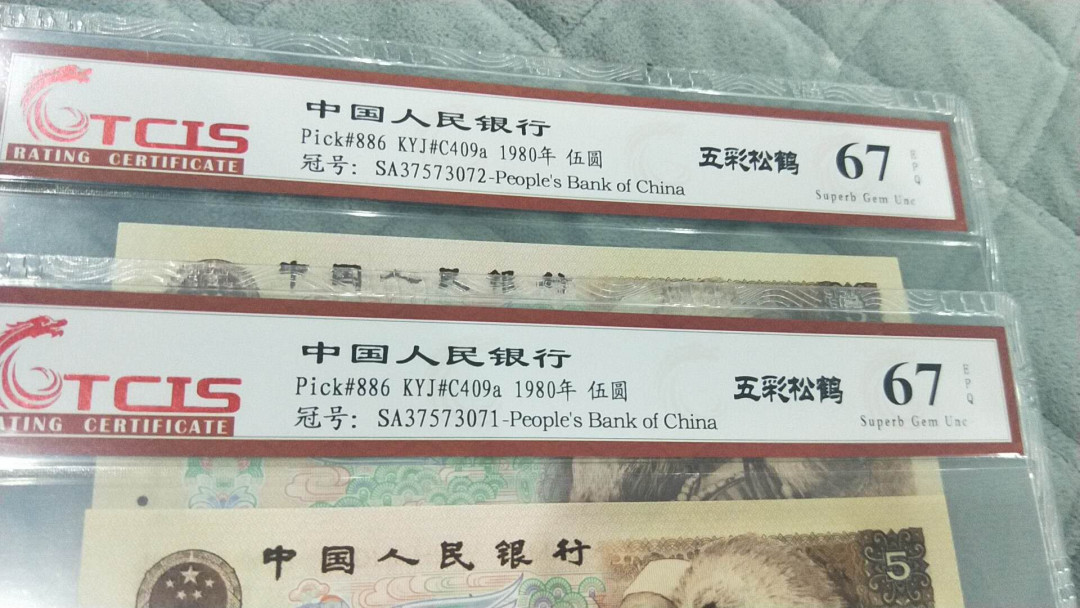 TCIS
RATING CERTIFICATE
中国人民银行
Pick#886 KYJ#C409a 1980年 伍圆
冠号: SA37573072-People's Bank of China
五彩松鹤
67
EPQ
Superb Gem Unc
中国人民银行
TCIS
RATING CERTIFICATE
中国人民银行
Pick#886 KYJ#C409a 1980年 伍圆
冠号: SA37573071-People's Bank of China
五彩松鹤
67
EPQ
Superb Gem Unc
中国人民银行
5